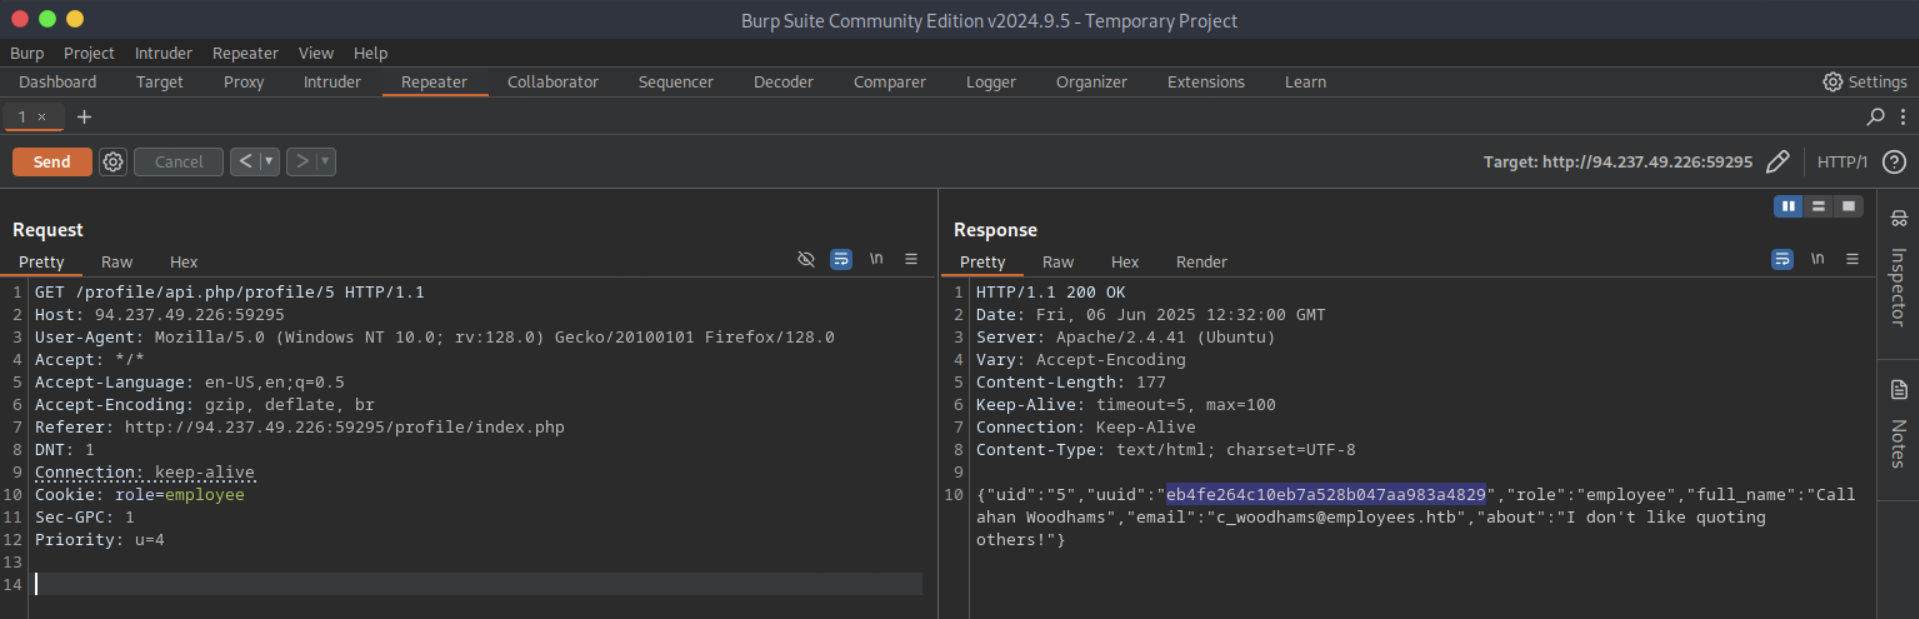 Burp Suite Community Edition v2024.9.5 - Temporary Project
Burp Project Intruder Repeater View Help
Dashboard Target Proxy Intruder Repeater Collaborator Sequencer Decoder Comparer Logger Organizer Extensions Learn Settings
1 × +
Send Cancel < > Target: http://94.237.49.226:59295 HTTP/1 ?
Request
Pretty Raw Hex \n
1 GET /profile/api.php/profile/5 HTTP/1.1
2 Host: 94.237.49.226:59295
3 User-Agent: Mozilla/5.0 (Windows NT 10.0; rv:128.0) Gecko/20100101 Firefox/128.0
4 Accept: */*
5 Accept-Language: en-US,en;q=0.5
6 Accept-Encoding: gzip, deflate, br
7 Referer: http://94.237.49.226:59295/profile/index.php
8 DNT: 1
9 Connection: keep-alive
10 Cookie: role=employee
11 Sec-GPC: 1
12 Priority: u=4
13
14
Response
Pretty Raw Hex Render \n
1 HTTP/1.1 200 OK
2 Date: Fri, 06 Jun 2025 12:32:00 GMT
3 Server: Apache/2.4.41 (Ubuntu)
4 Vary: Accept-Encoding
5 Content-Length: 177
6 Keep-Alive: timeout=5, max=100
7 Connection: Keep-Alive
8 Content-Type: text/html; charset=UTF-8
9
10 {"uid":"5","uuid":"eb4fe264c10eb7a528b047aa983a4829","role":"employee","full_name":"Call
ahan Woodhams","email":"c_woodhams@employees.htb","about":"I don't like quoting
others!"}
Inspector
Notes